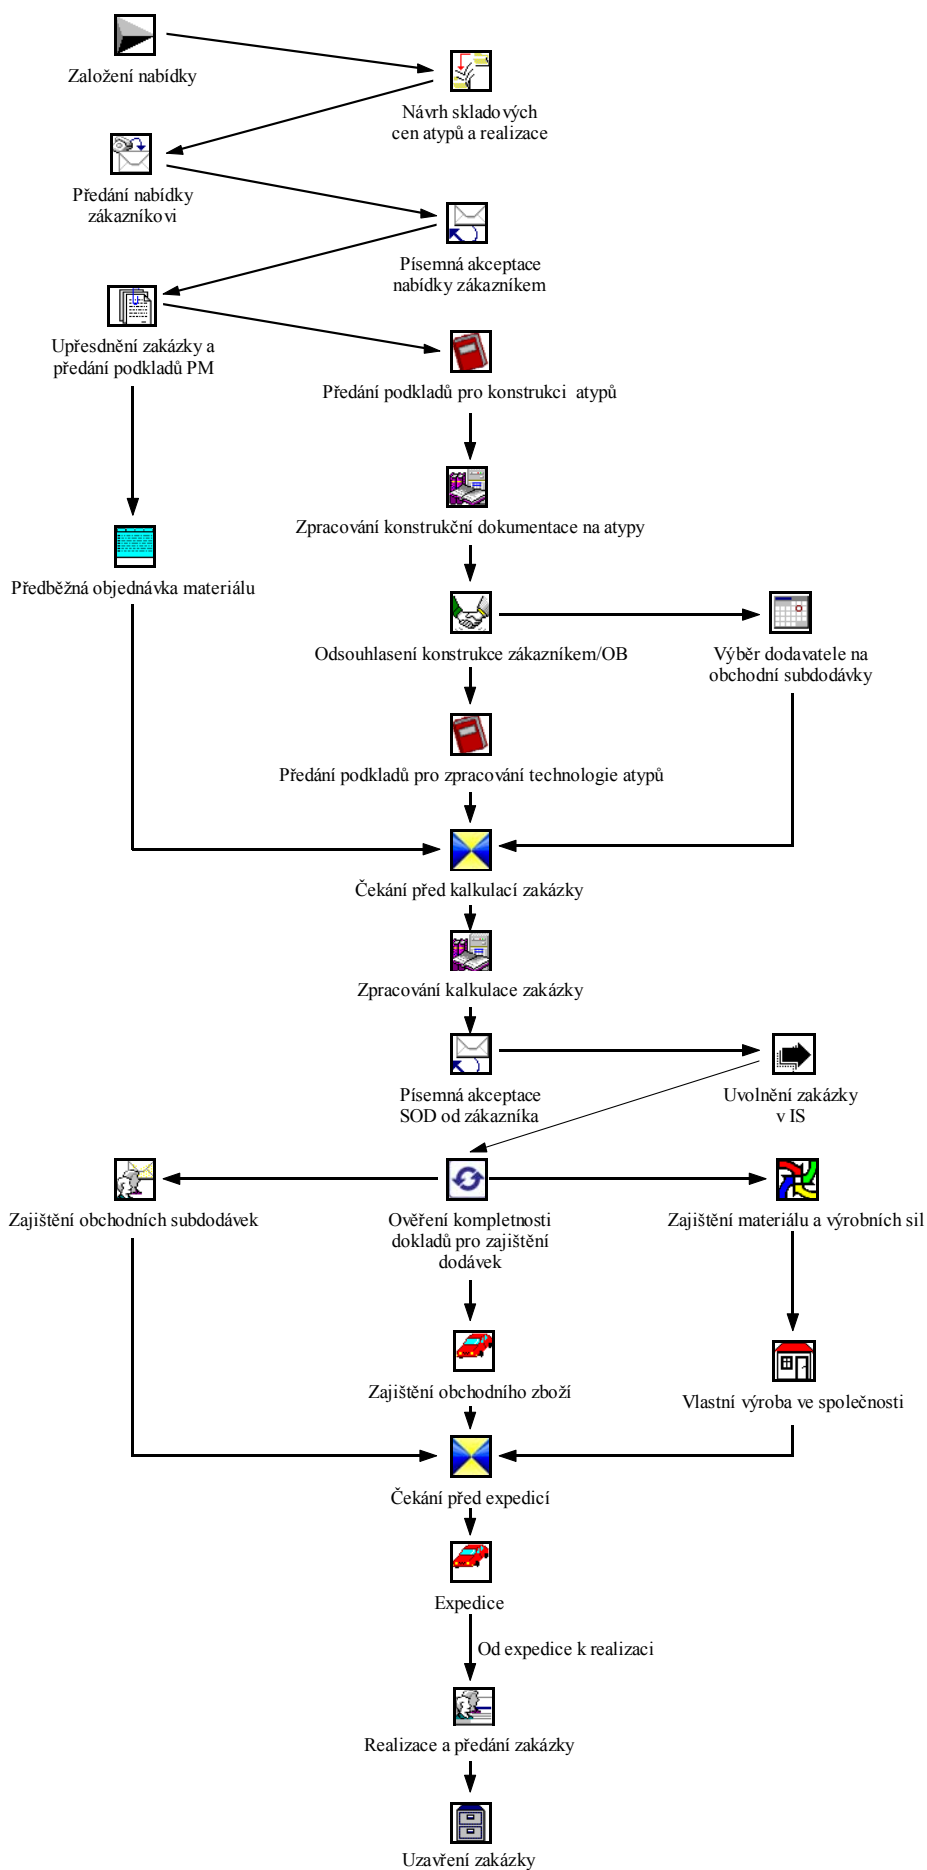 Založení nabídky
Návrh skladových
cen atypů a realizace
Předání nabídky
zákazníkovi
Písemná akceptace
nabídky zákazníkem
Upřesdnění zakázky a
předání podkladů PM
Předání podkladů pro konstrukci atypů
Zpracování konstrukční dokumentace na atypy
Předběžná objednávka materiálu
Odsouhlasení konstrukce zákazníkem/OB
Výběr dodavatele na
obchodní subdodávky
Předání podkladů pro zpracování technologie atypů
Čekání před kalkulací zakázky
Zpracování kalkulace zakázky
Písemná akceptace
SOD od zákazníka
Uvolnění zakázky
v IS
Zajištění obchodních subdodávek
Ověření kompletnosti
dokladů pro zajištění
dodávek
Zajištění materiálu a výrobních sil
Zajištění obchodního zboží
Vlastní výroba ve společnosti
Čekání před expedicí
Expedice
Od expedice k realizaci
Realizace a předání zakázky
Uzavření zakázky